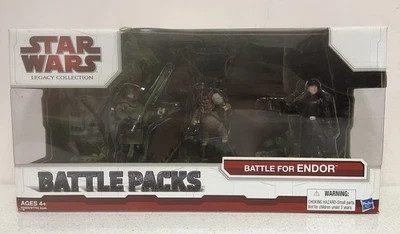 STAR
WARS
LEGACY COLLECTION
BATTLE FOR ENDOR
BATTLE PACKS
AGES 4+
WARNING:
CHOKING HAZARD-Small parts.
Not for children under 3 years.
Hasbro